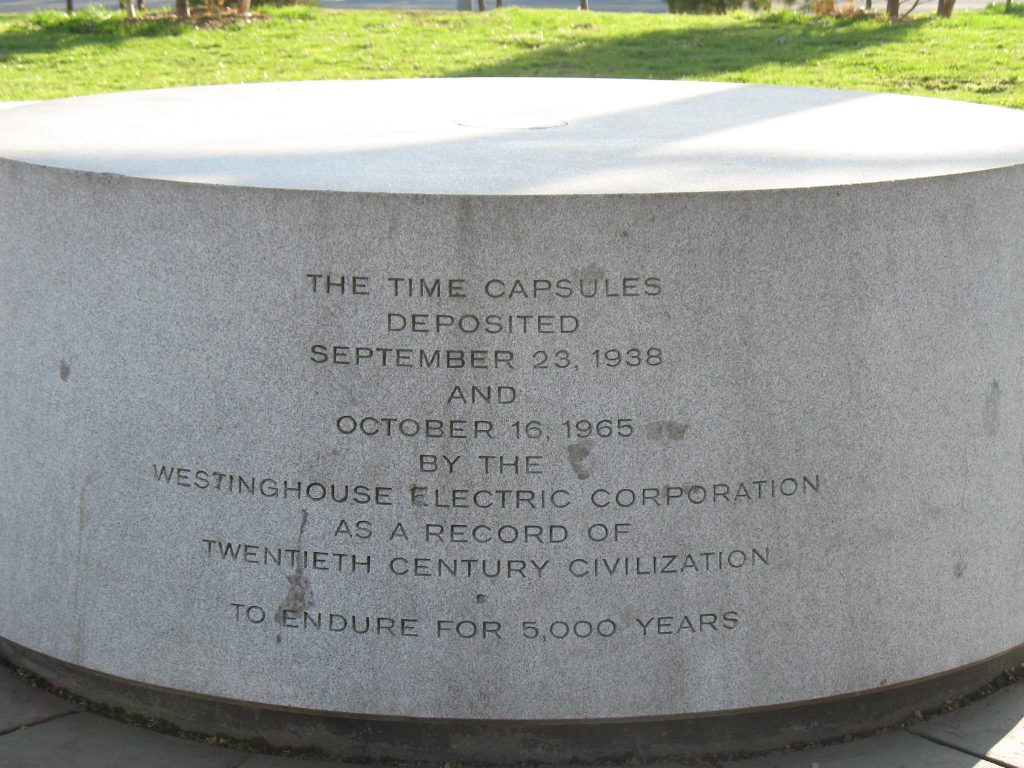 THE TIME CAPSULES
DEPOSITED
SEPTEMBER 23, 1938
AND
OCTOBER 16, 1965
BY THE
WESTINGHOUSE ELECTRIC CORPORATION
AS A RECORD OF
TWENTIETH CENTURY CIVILIZATION
TO ENDURE FOR 5,000 YEARS